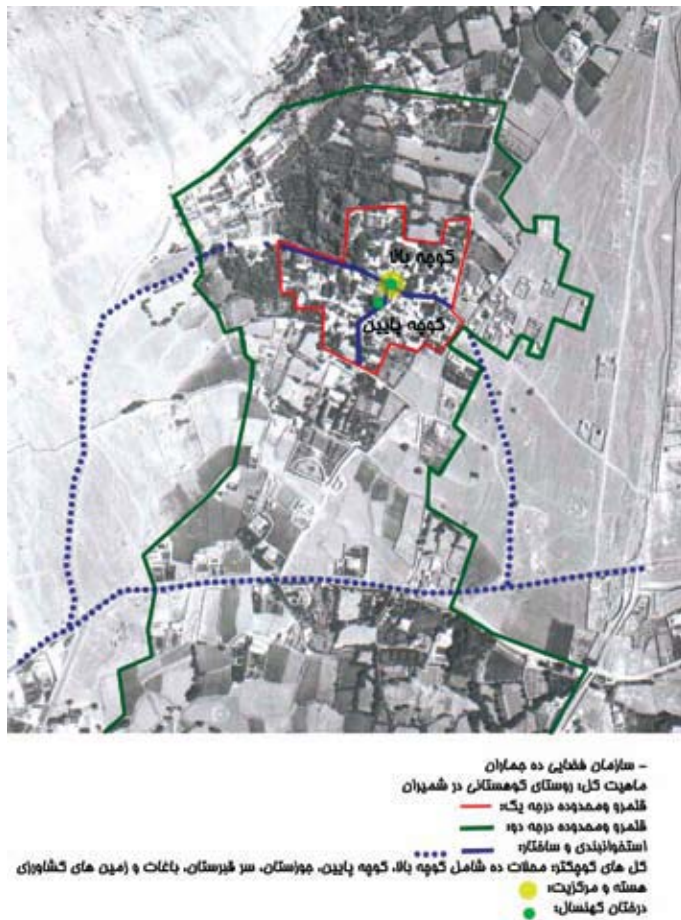 کوچه بالا
کوچه پایین
- سازمان فضایی ده جماران
ماهیت کل: روستای کوهستانی در شمیران
قلمرو ومحدوده درجه یک:
قلمرو ومحدوده درجه دو:
استخوانبندی و ساختار:
کل های کوچکتر: محلات ده شامل کوچه بالا، کوچه پایین، جوزستان، سر قبرستان، باغات و زمین های کشاورزی
هسته و مرکزیت:
درختان کهنسال: